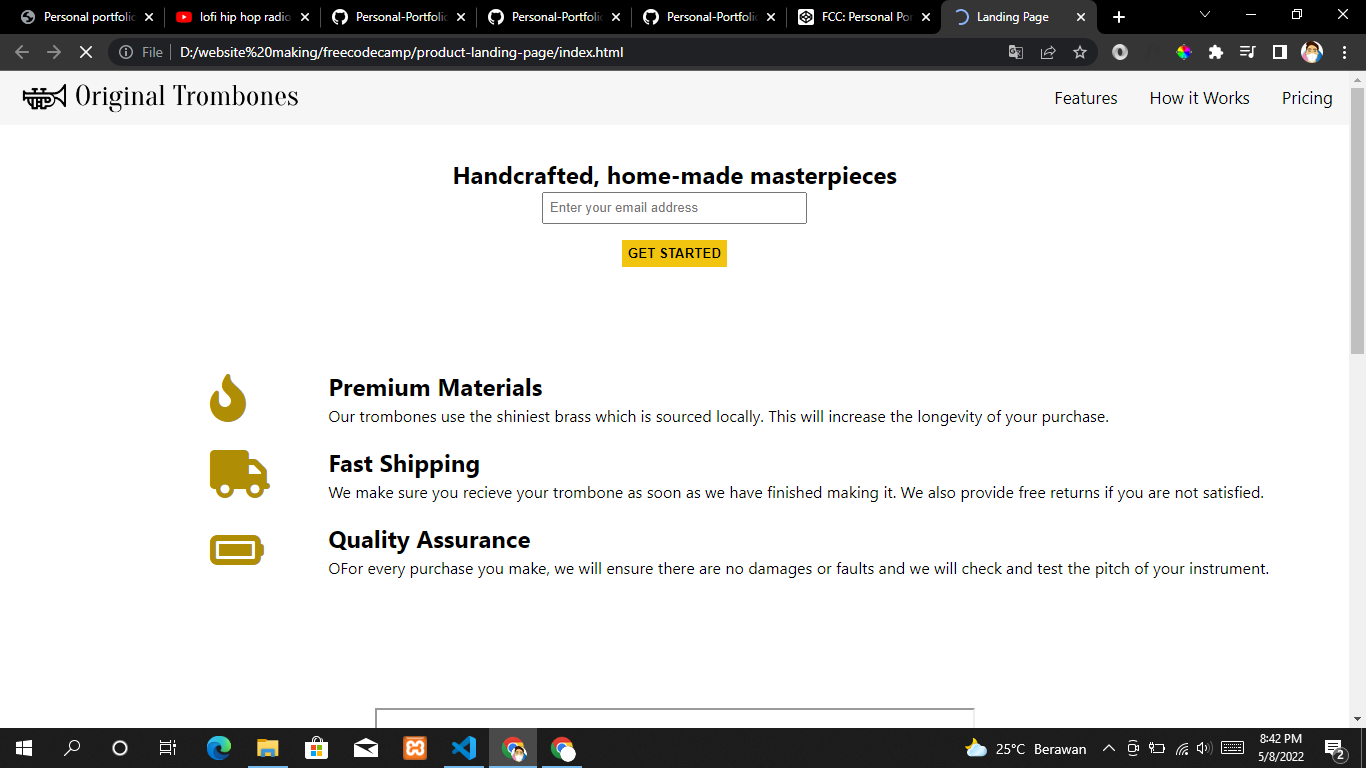 Personal portfolio
lofi hip hop radio
Personal-Portfolio
Personal-Portfolio
Personal-Portfolio
FCC: Personal Por
Landing Page
File
D:/website%20making/freecodecamp/product-landing-page/index.html
Original Trombones
Features
How it Works
Pricing
Handcrafted, home-made masterpieces
Enter your email address
GET STARTED
Premium Materials
Our trombones use the shiniest brass which is sourced locally. This will increase the longevity of your purchase.
Fast Shipping
We make sure you recieve your trombone as soon as we have finished making it. We also provide free returns if you are not satisfied.
Quality Assurance
OFor every purchase you make, we will ensure there are no damages or faults and we will check and test the pitch of your instrument.
25°C Berawan
8:42 PM
5/8/2022
2